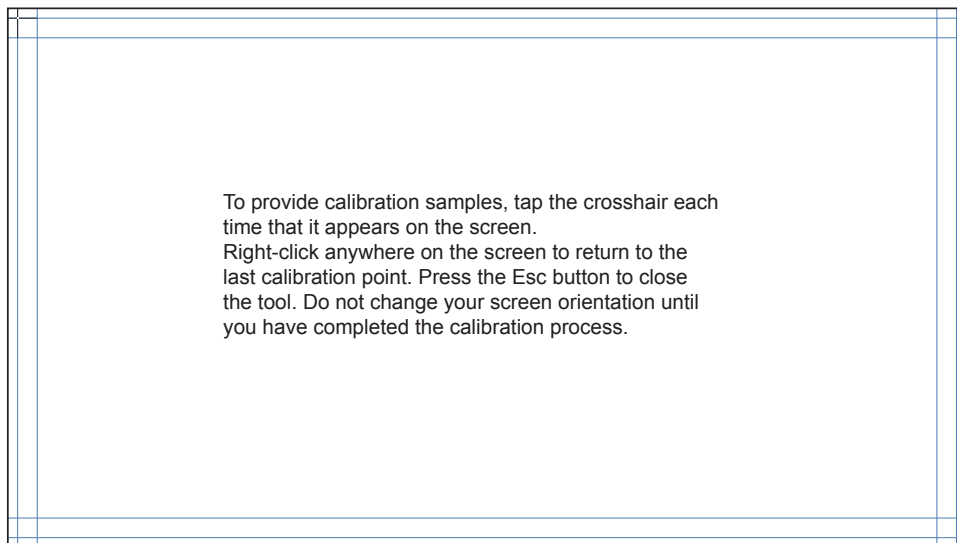 To provide calibration samples, tap the crosshair each
time that it appears on the screen.
Right-click anywhere on the screen to return to the
last calibration point. Press the Esc button to close
the tool. Do not change your screen orientation until
you have completed the calibration process.